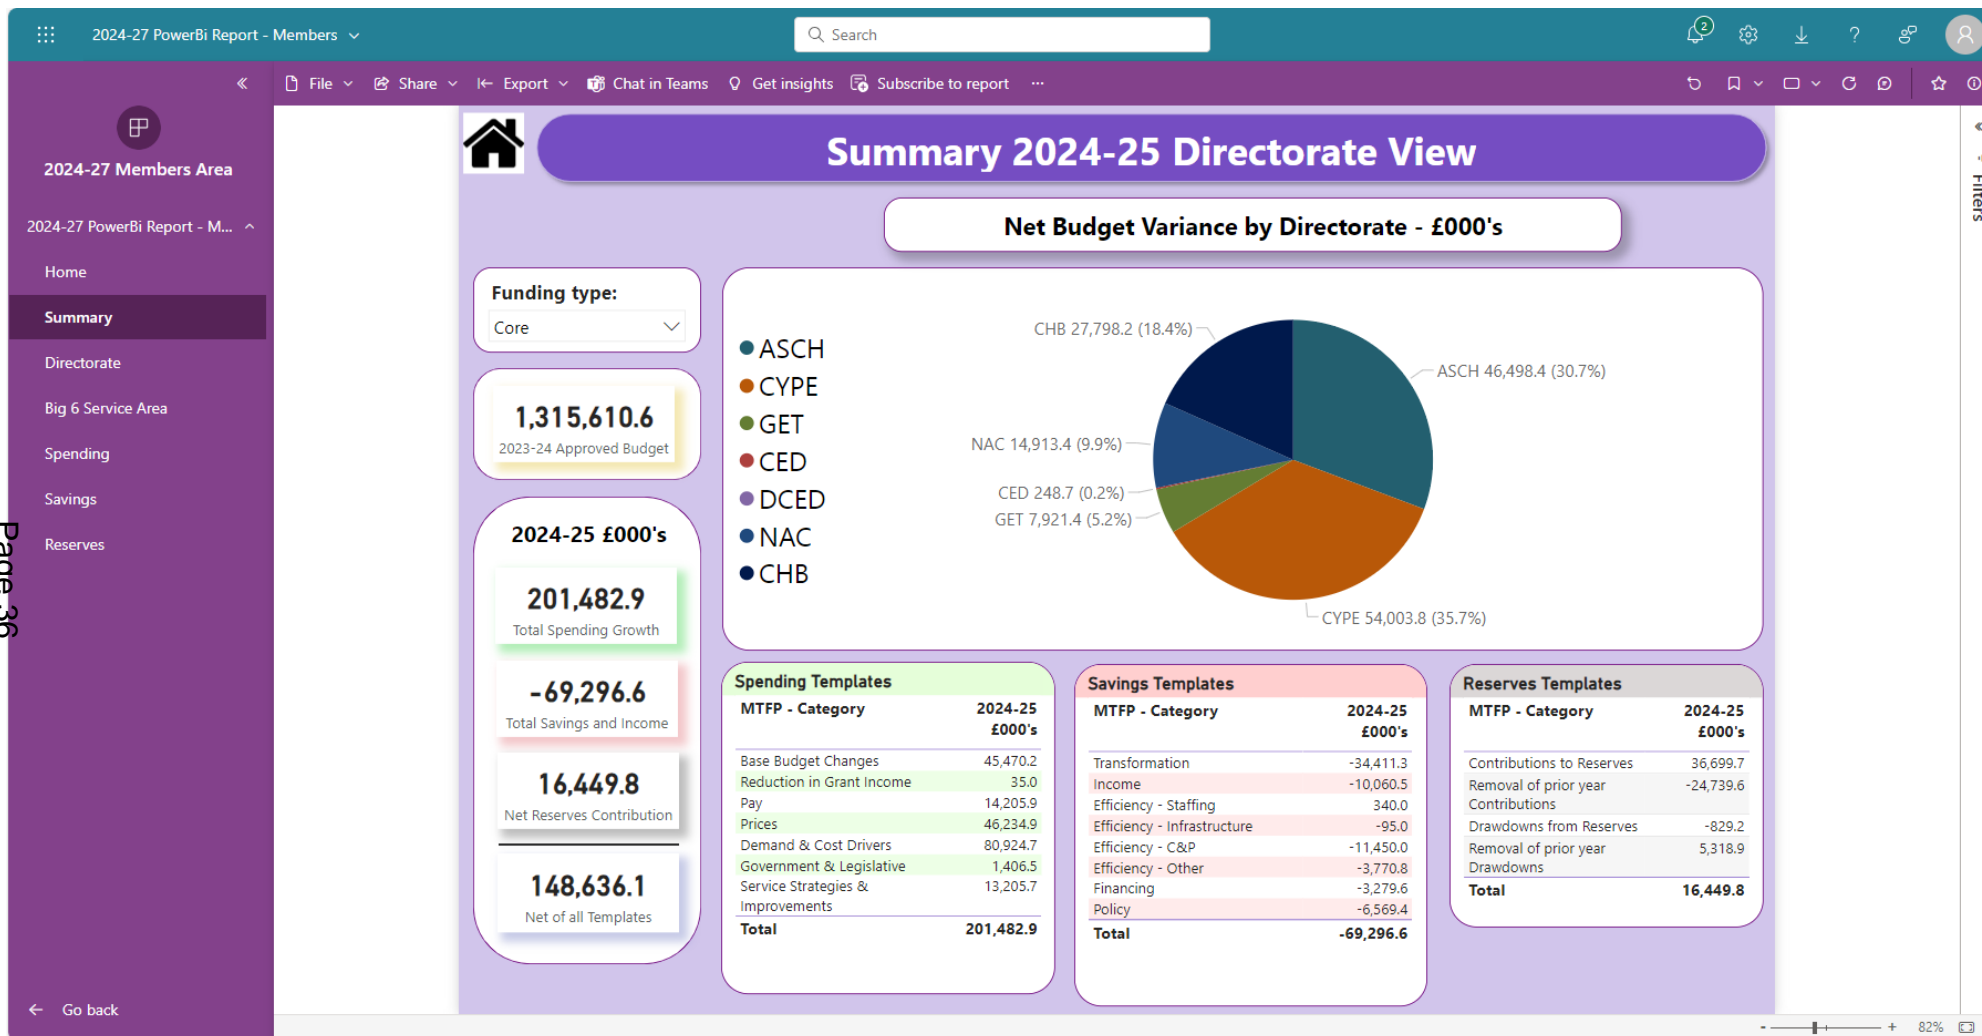 2024-27 PowerBi Report - Members
Search
2
?
File
Share
Export
Chat in Teams
Get insights
Subscribe to report
...
2024-27 Members Area
2024-27 PowerBi Report - M...
Home
Summary
Directorate
Big 6 Service Area
Spending
Savings
Reserves
Go back
Page 36
Filters
Summary 2024-25 Directorate View
Net Budget Variance by Directorate - £000's
Funding type:
Core
1,315,610.6
2023-24 Approved Budget
2024-25 £000's
201,482.9
Total Spending Growth
-69,296.6
Total Savings and Income
16,449.8
Net Reserves Contribution
148,636.1
Net of all Templates
ASCH
CYPE
GET
CED
DCED
NAC
CHB
CHB 27,798.2 (18.4%)
ASCH 46,498.4 (30.7%)
NAC 14,913.4 (9.9%)
CED 248.7 (0.2%)
GET 7,921.4 (5.2%)
CYPE 54,003.8 (35.7%)
Spending Templates
MTFP - Category 2024-25
£000's
Base Budget Changes 45,470.2
Reduction in Grant Income 35.0
Pay 14,205.9
Prices 46,234.9
Demand & Cost Drivers 80,924.7
Government & Legislative 1,406.5
Service Strategies & 13,205.7
Improvements
Total 201,482.9
Savings Templates
MTFP - Category 2024-25
£000's
Transformation -34,411.3
Income -10,060.5
Efficiency - Staffing 340.0
Efficiency - Infrastructure -95.0
Efficiency - C&P -11,450.0
Efficiency - Other -3,770.8
Financing -3,279.6
Policy -6,569.4
Total -69,296.6
Reserves Templates
MTFP - Category 2024-25
£000's
Contributions to Reserves 36,699.7
Removal of prior year -24,739.6
Contributions
Drawdowns from Reserves -829.2
Removal of prior year 5,318.9
Drawdowns
Total 16,449.8
- + 82%